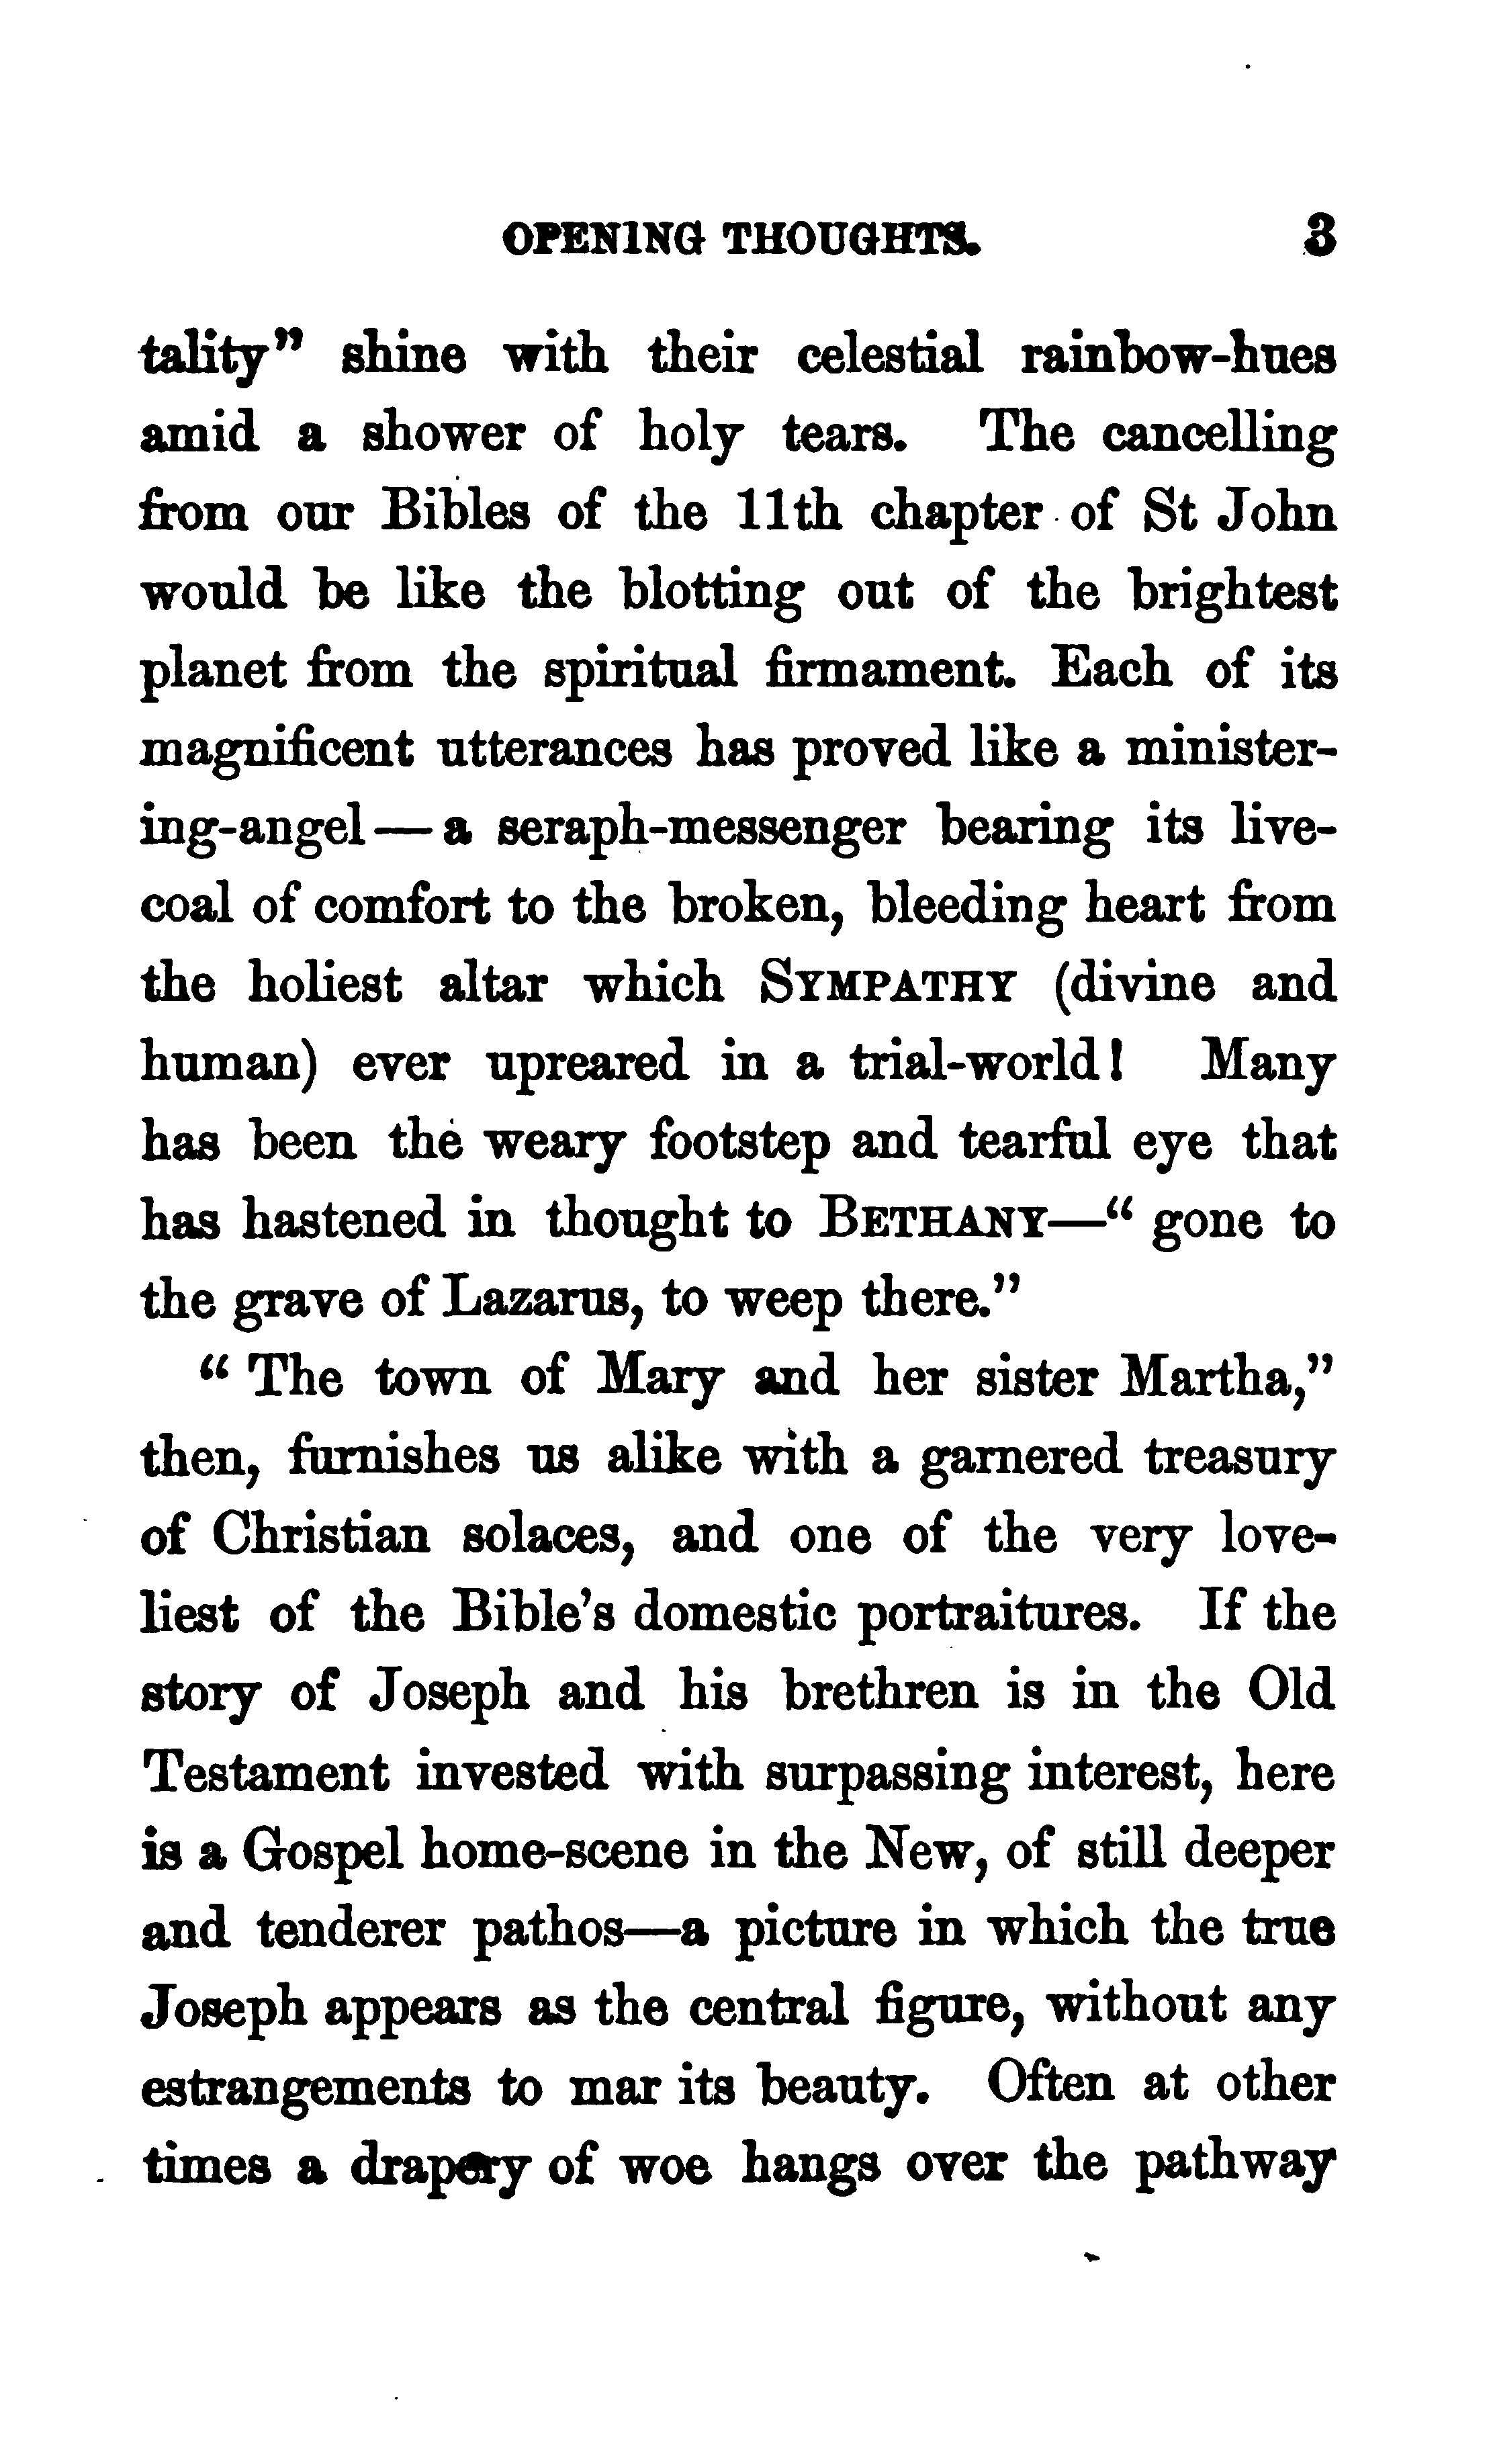 OPENING THOUGHTS. 3
tality” shine with their celestial rainbow-hues
amid a shower of holy tears. The cancelling
from our Bibles of the 11th chapter of St John
would be like the blotting out of the brightest
planet from the spiritual firmament. Each of its
magnificent utterances has proved like a minister-
ing-angel—a seraph-messenger bearing its live-
coal of comfort to the broken, bleeding heart from
the holiest altar which SYMPATHY (divine and
human) ever upreared in a trial-world! Many
has been the weary footstep and tearful eye that
has hastened in thought to BETHANY—“gone to
the grave of Lazarus, to weep there.”
“The town of Mary and her sister Martha,”
then, furnishes us alike with a garnered treasury
of Christian solaces, and one of the very love-
liest of the Bible’s domestic portraitures. If the
story of Joseph and his brethren is in the Old
Testament invested with surpassing interest, here
is a Gospel home-scene in the New, of still deeper
and tenderer pathos—a picture in which the true
Joseph appears as the central figure, without any
estrangements to mar its beauty. Often at other
times a drapery of woe hangs over the pathway